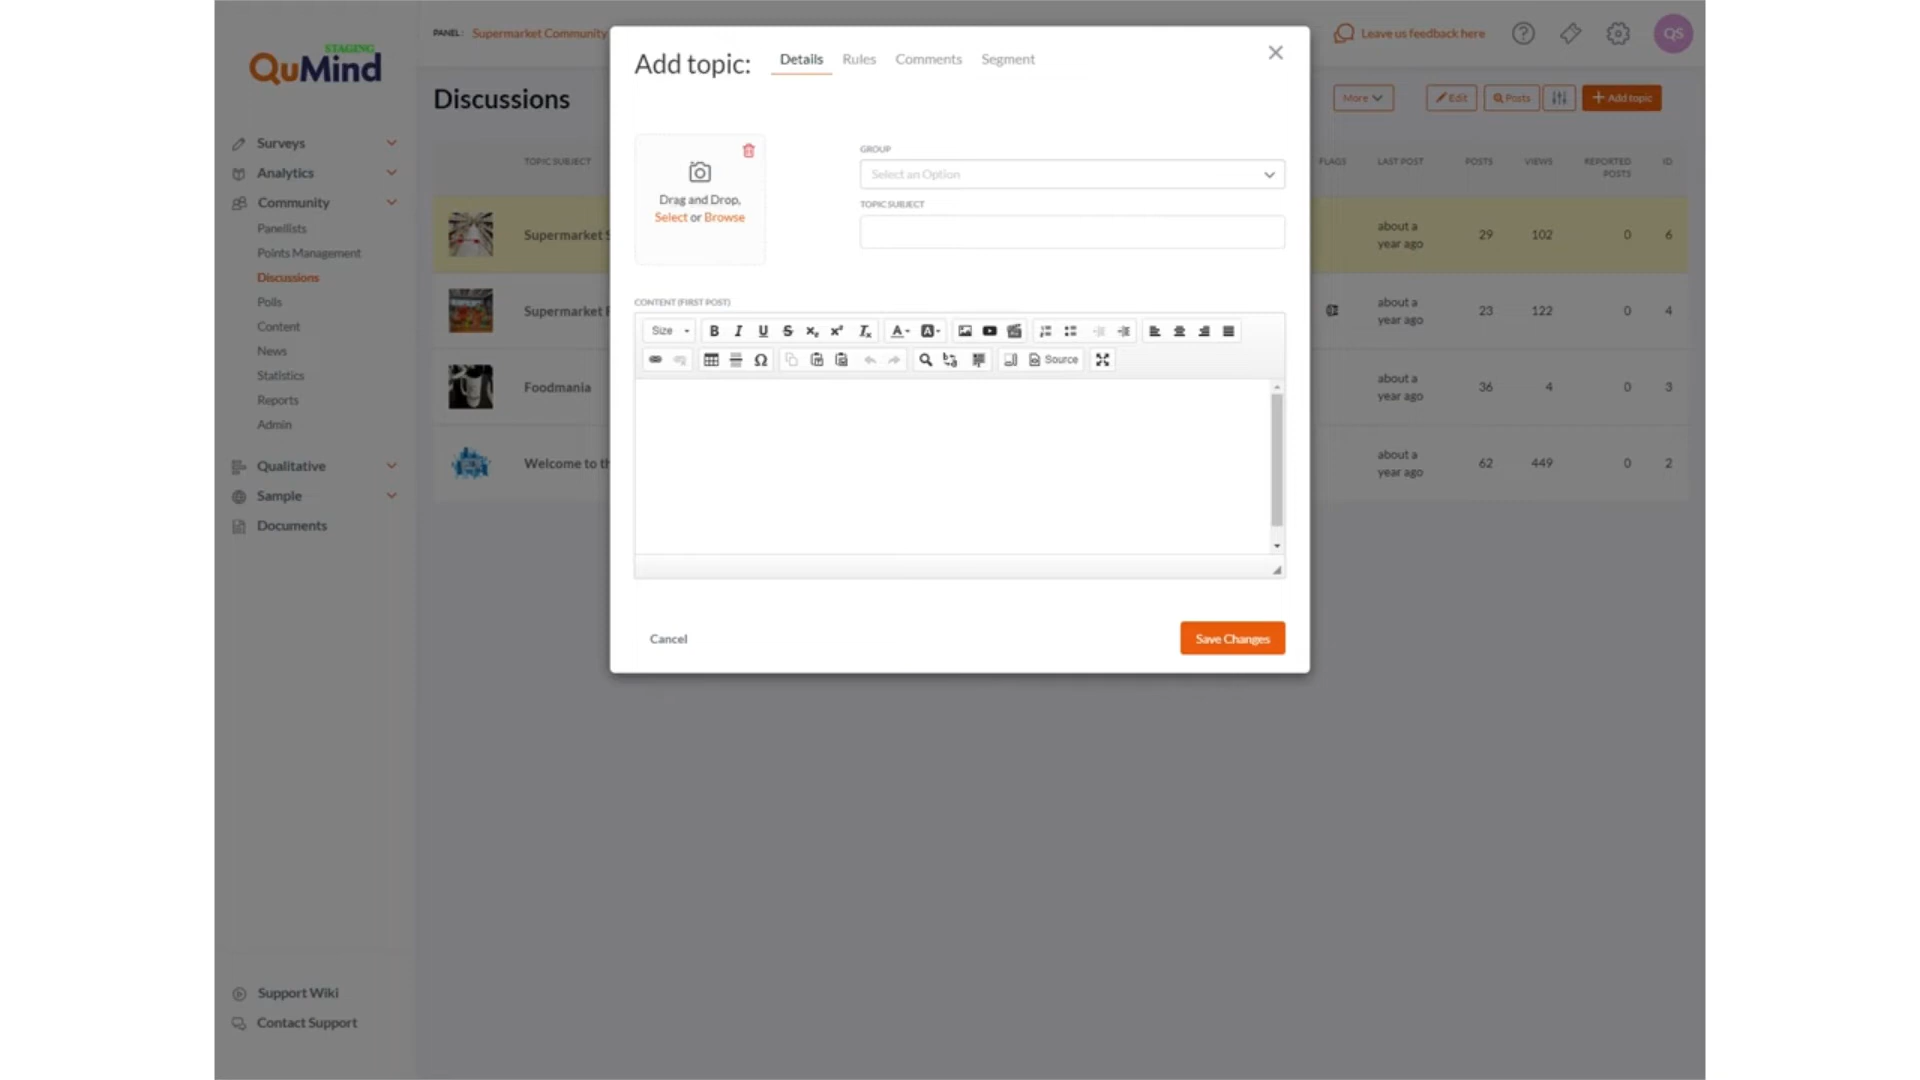 STAGING
QuMind
PANEL: Supermarket Community
Leave us feedback here
QS
Discussions
More
Edit
Posts
Add topic
Surveys
Analytics
Community
Panellists
Points Management
Discussions
Polls
Content
News
Statistics
Reports
Admin
Qualitative
Sample
Documents
Support Wiki
Contact Support
TOPIC SUBJECT
FLAGS LAST POST POSTS VIEWS REPORTED POSTS ID
Supermarket S
about a year ago 29 102 0 6
Supermarket
about a year ago 23 122 0 4
Foodmania
about a year ago 36 4 0 3
Welcome to th
about a year ago 62 449 0 2
Add topic: Details Rules Comments Segment
Drag and Drop,
Select or Browse
GROUP
Select an Option
TOPIC SUBJECT
CONTENT (FIRST POST)
Size
Source
Cancel
Save Changes